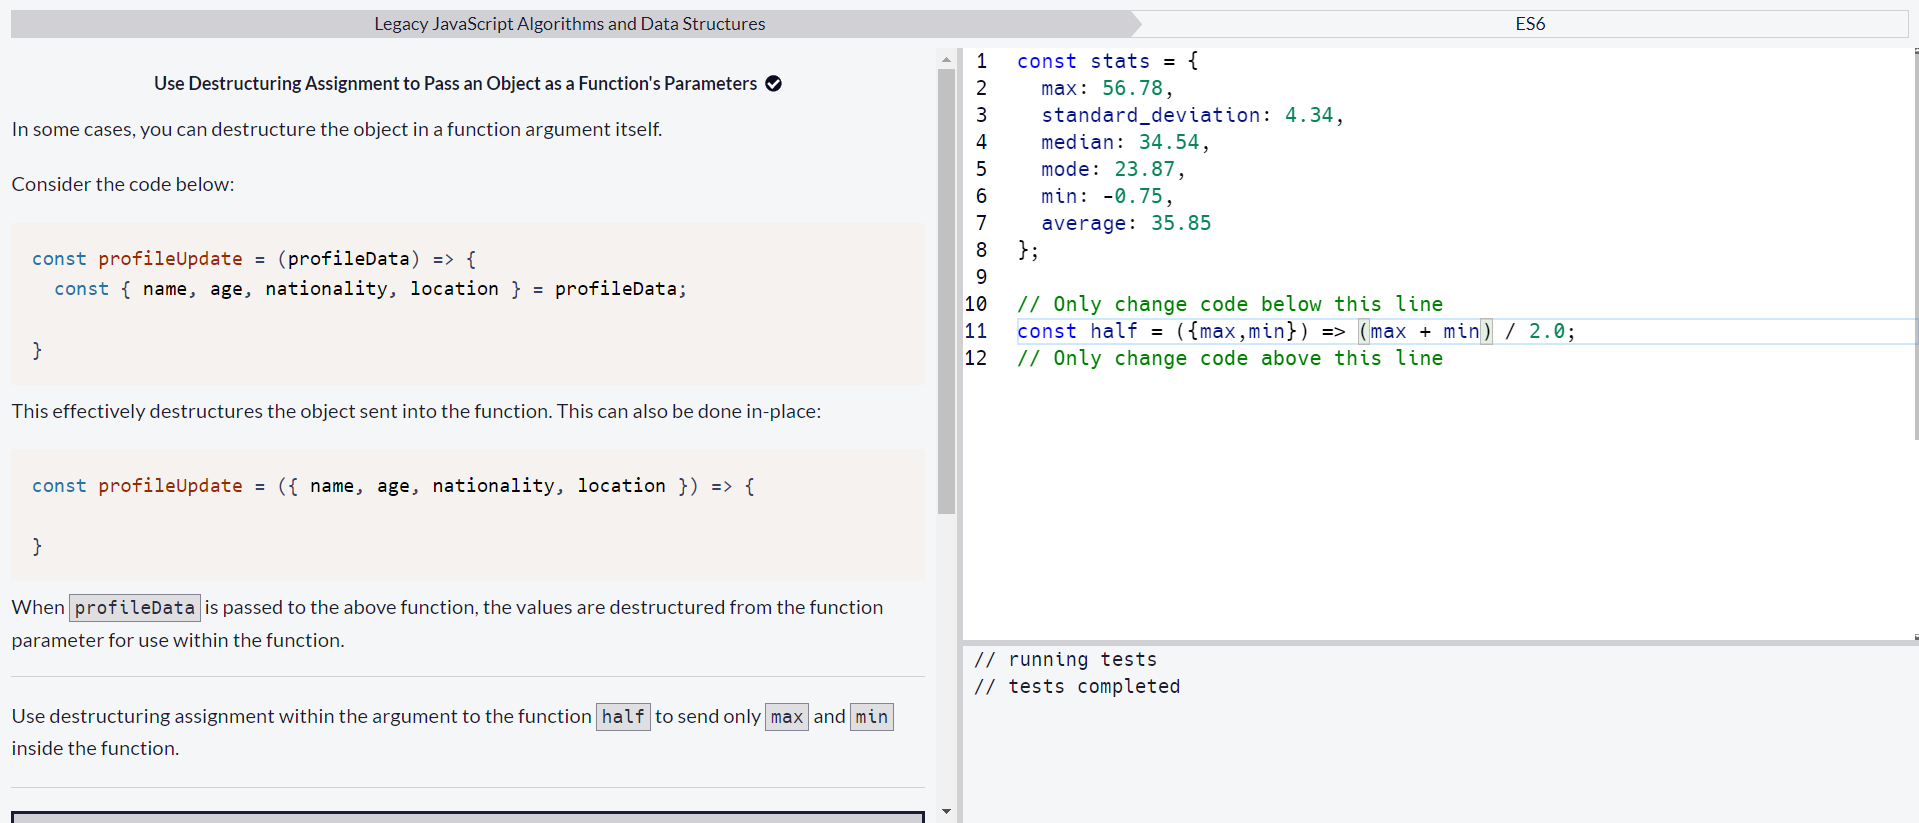 Legacy JavaScript Algorithms and Data Structures
ES6
Use Destructuring Assignment to Pass an Object as a Function's Parameters
In some cases, you can destructure the object in a function argument itself.
Consider the code below:
const profileUpdate = (profileData) => {
  const { name, age, nationality, location } = profileData;
}
This effectively destructures the object sent into the function. This can also be done in-place:
const profileUpdate = ({ name, age, nationality, location }) => {
}
When profileData is passed to the above function, the values are destructured from the function
parameter for use within the function.
Use destructuring assignment within the argument to the function half to send only max and min
inside the function.
1 const stats = {
2   max: 56.78,
3   standard_deviation: 4.34,
4   median: 34.54,
5   mode: 23.87,
6   min: -0.75,
7   average: 35.85
8 };
9
10 // Only change code below this line
11 const half = ({max,min}) => (max + min) / 2.0;
12 // Only change code above this line
// running tests
// tests completed